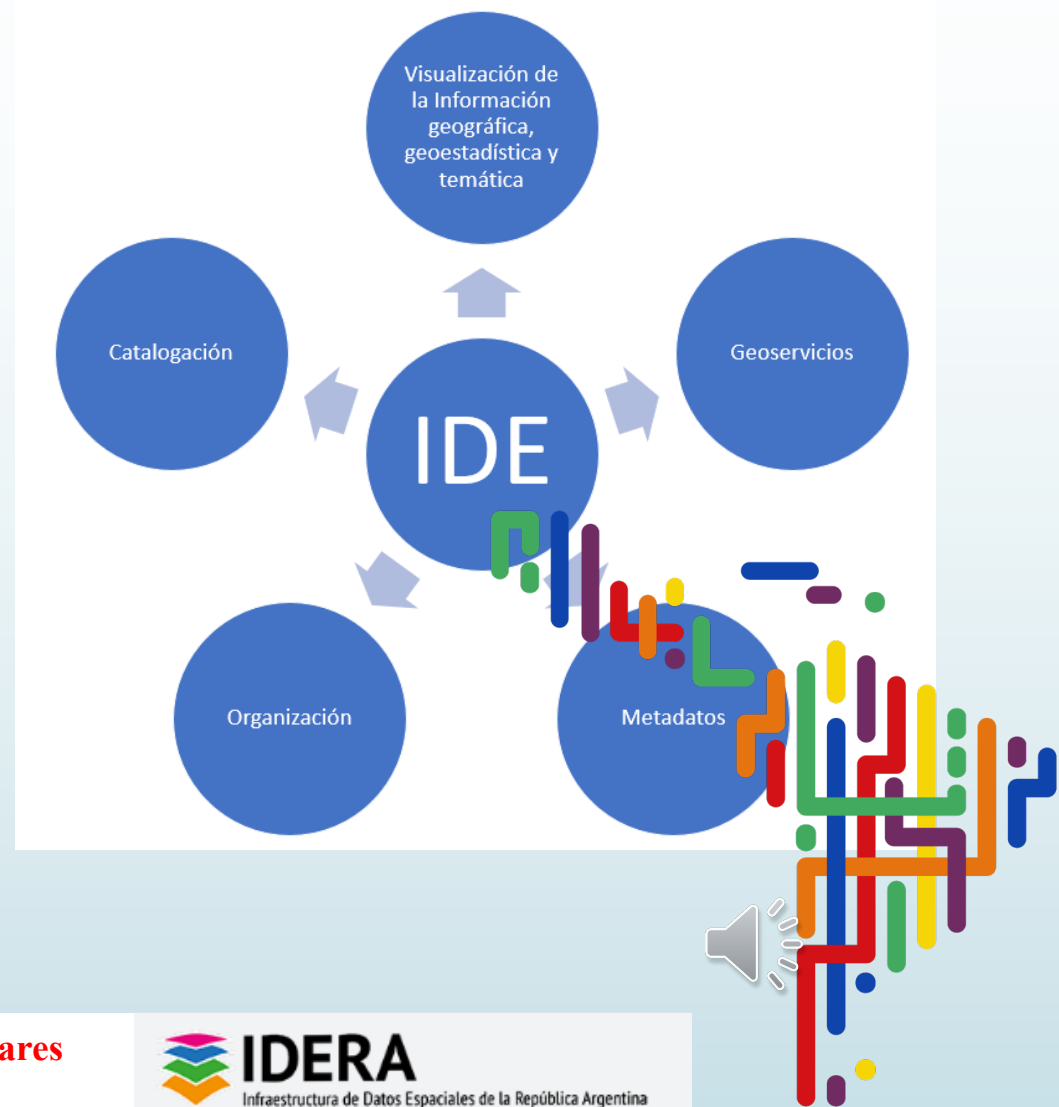 Visualización de
la Información
geográfica,
geoestadística y
temática
Catalogación
Geoservicios
IDE
Organización
Metadatos
IDERA
Infraestructura de Datos Espaciales de la República Argentina